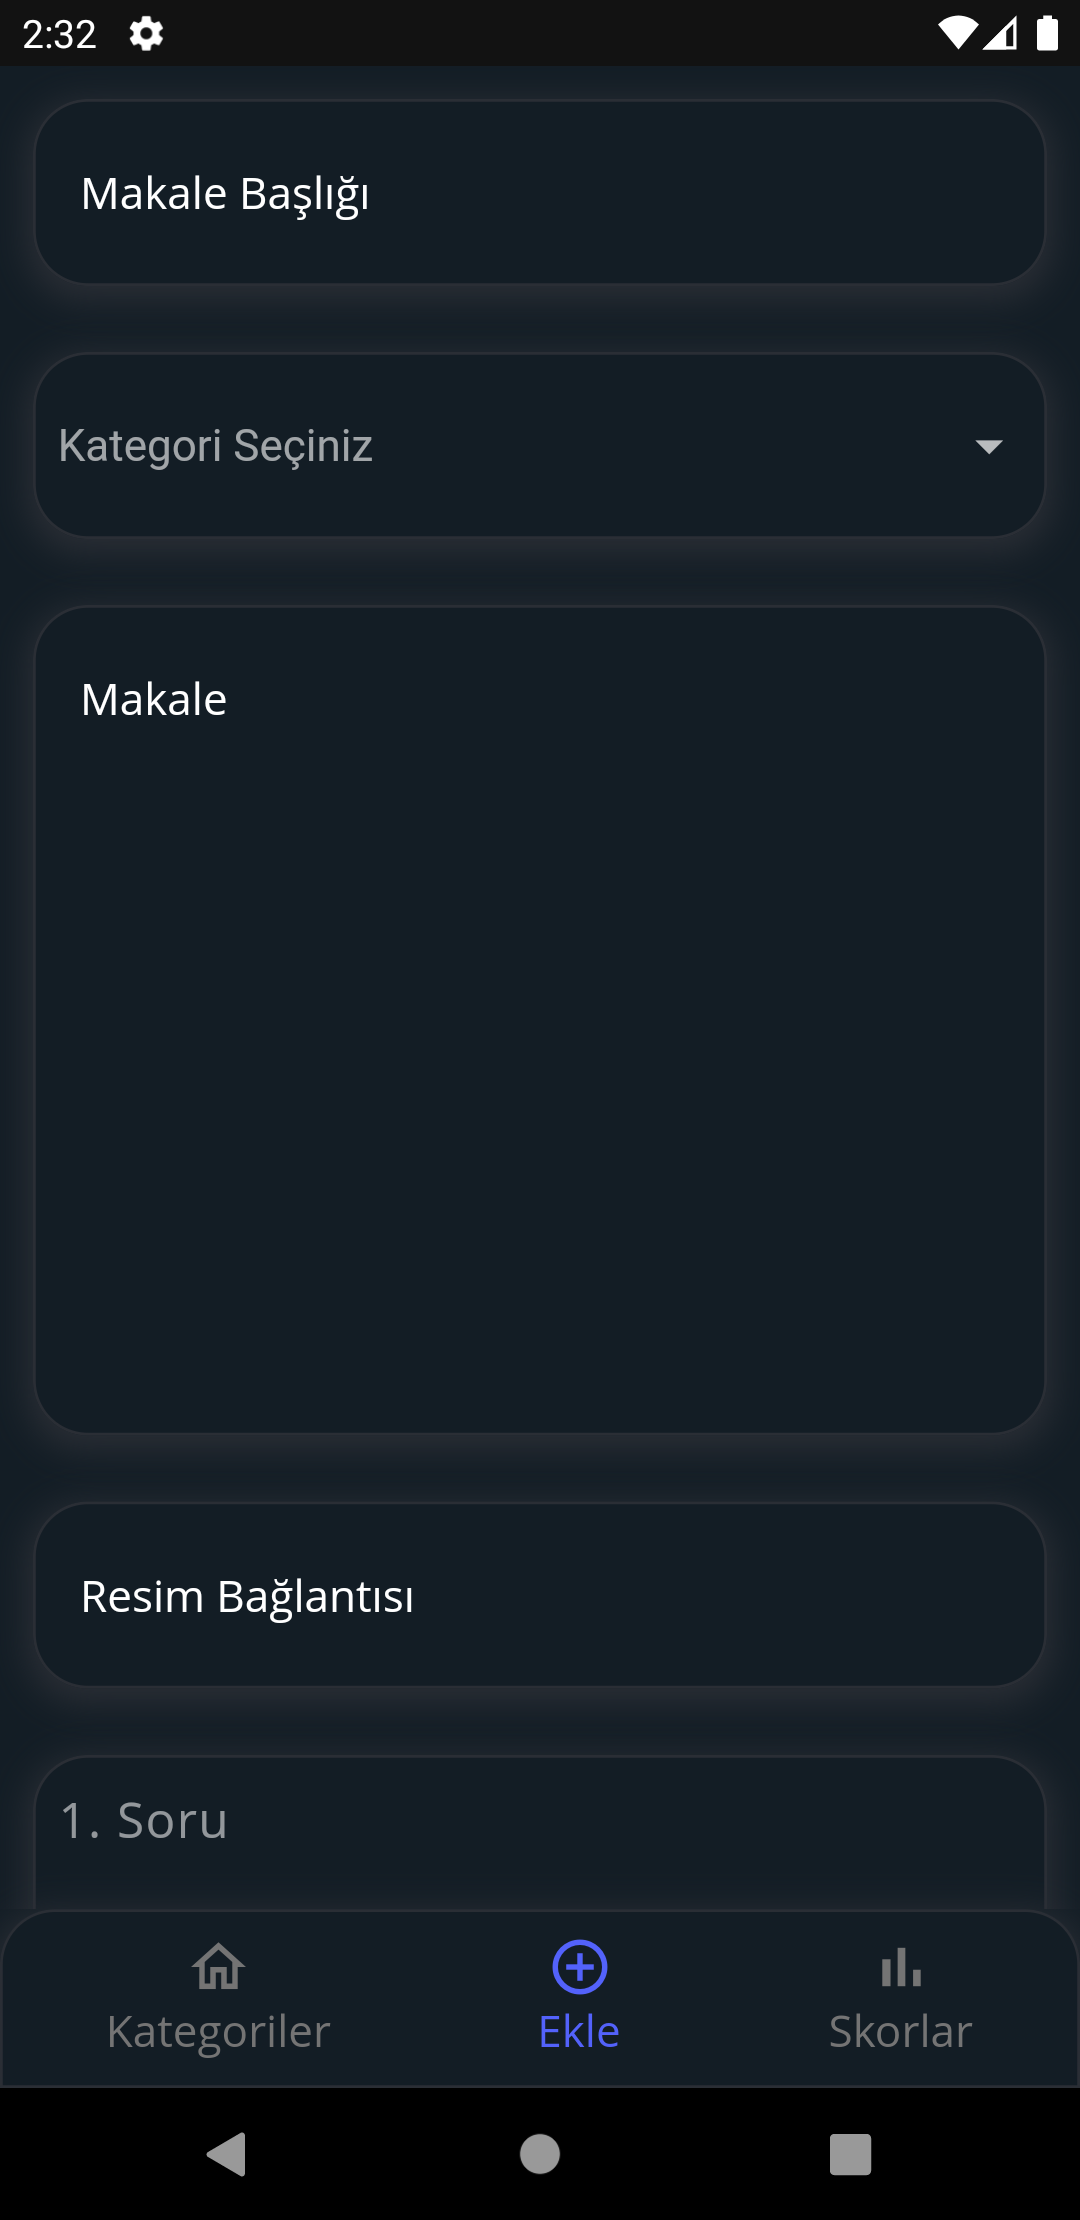 2:32
Makale Başlığı
Kategori Seçiniz
Makale
Resim Bağlantısı
1. Soru
Kategoriler
Ekle
Skorlar